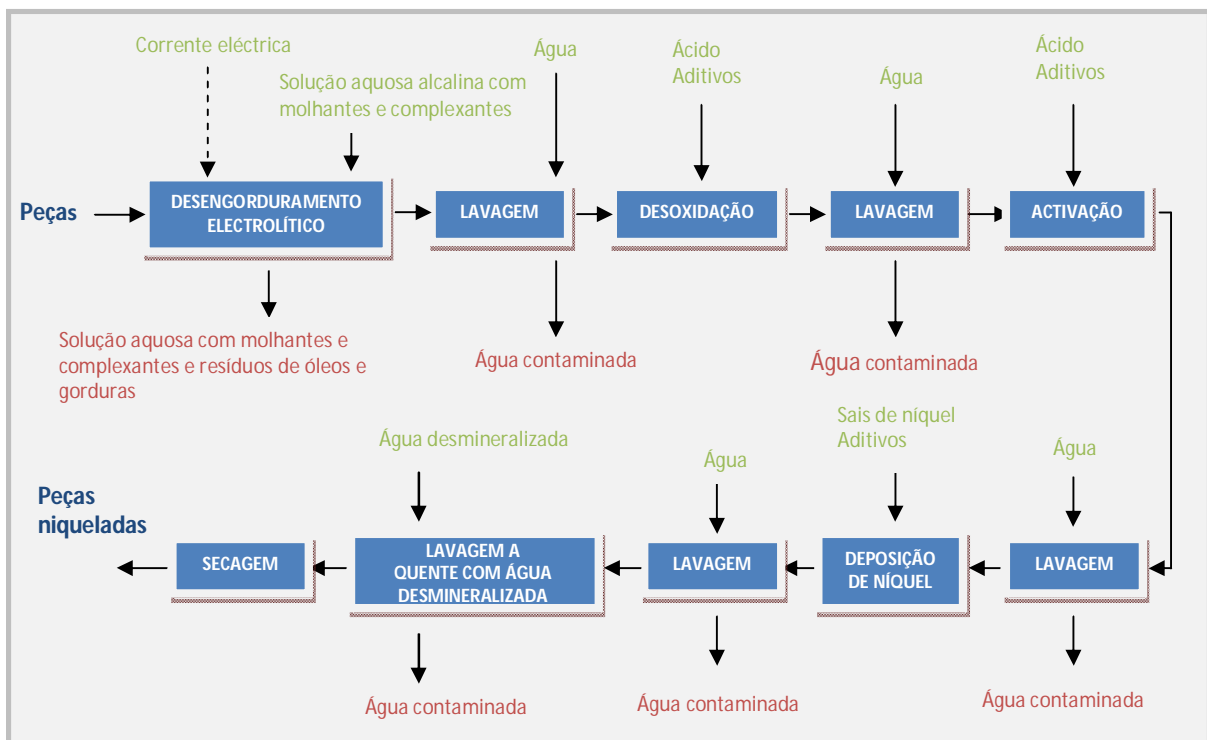 Corrente eléctrica
Solução aquosa alcalina com
molhantes e complexantes
Água
Ácido
Aditivos
Água
Ácido
Aditivos
Peças
DESENGORDURAMENTO
ELECTROLÍTICO
LAVAGEM
DESOXIDAÇÃO
LAVAGEM
ACTIVAÇÃO
Solução aquosa com molhantes e
complexantes e resíduos de óleos e
gorduras
Água contaminada
Água contaminada
Água desmineralizada
Água
Sais de níquel
Aditivos
Água
Peças
niqueladas
SECAGEM
LAVAGEM A
QUENTE COM ÁGUA
DESMINERALIZADA
LAVAGEM
DEPOSIÇÃO
DE NÍQUEL
LAVAGEM
Água contaminada
Água contaminada
Água contaminada